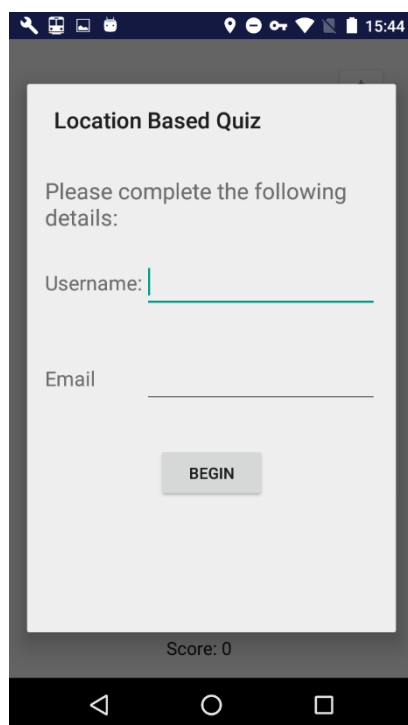 15:44
Location Based Quiz
Please complete the following
details:
Username:
Email
BEGIN
Score: 0